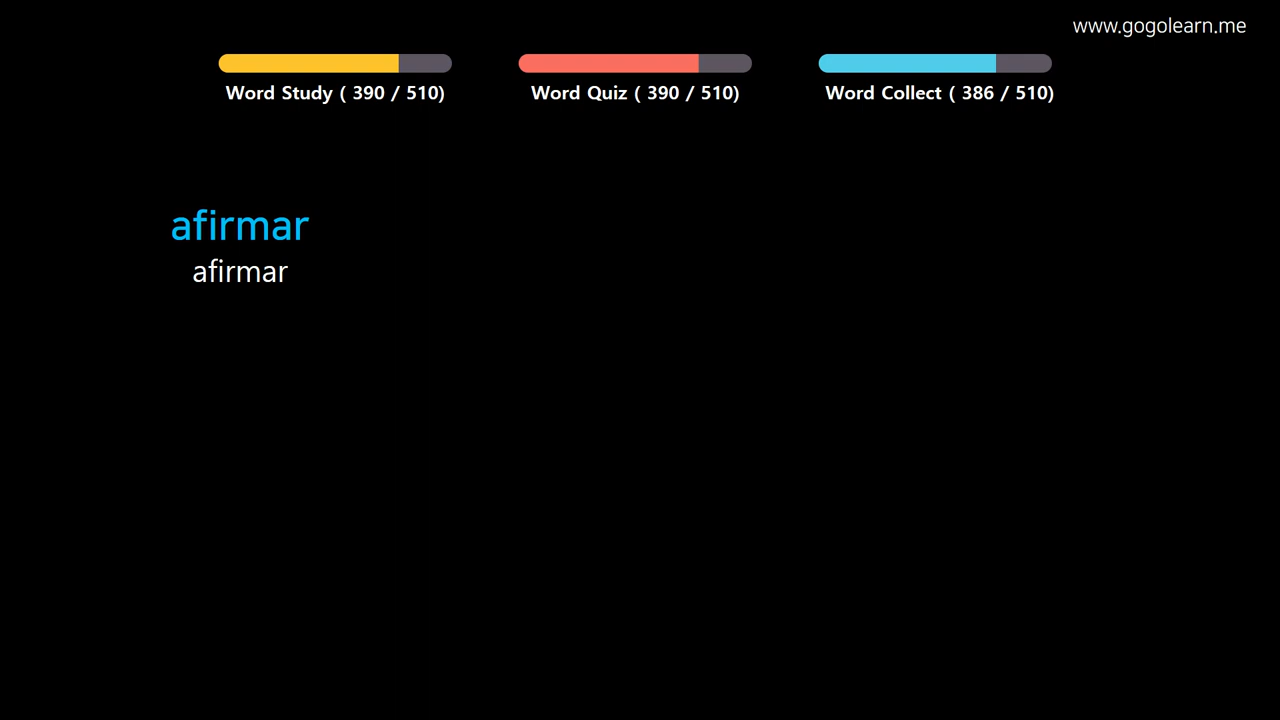 www.gogolearn.me
Word Study ( 390 / 510)
Word Quiz ( 390 / 510)
Word Collect ( 386 / 510)
afirmar
afirmar